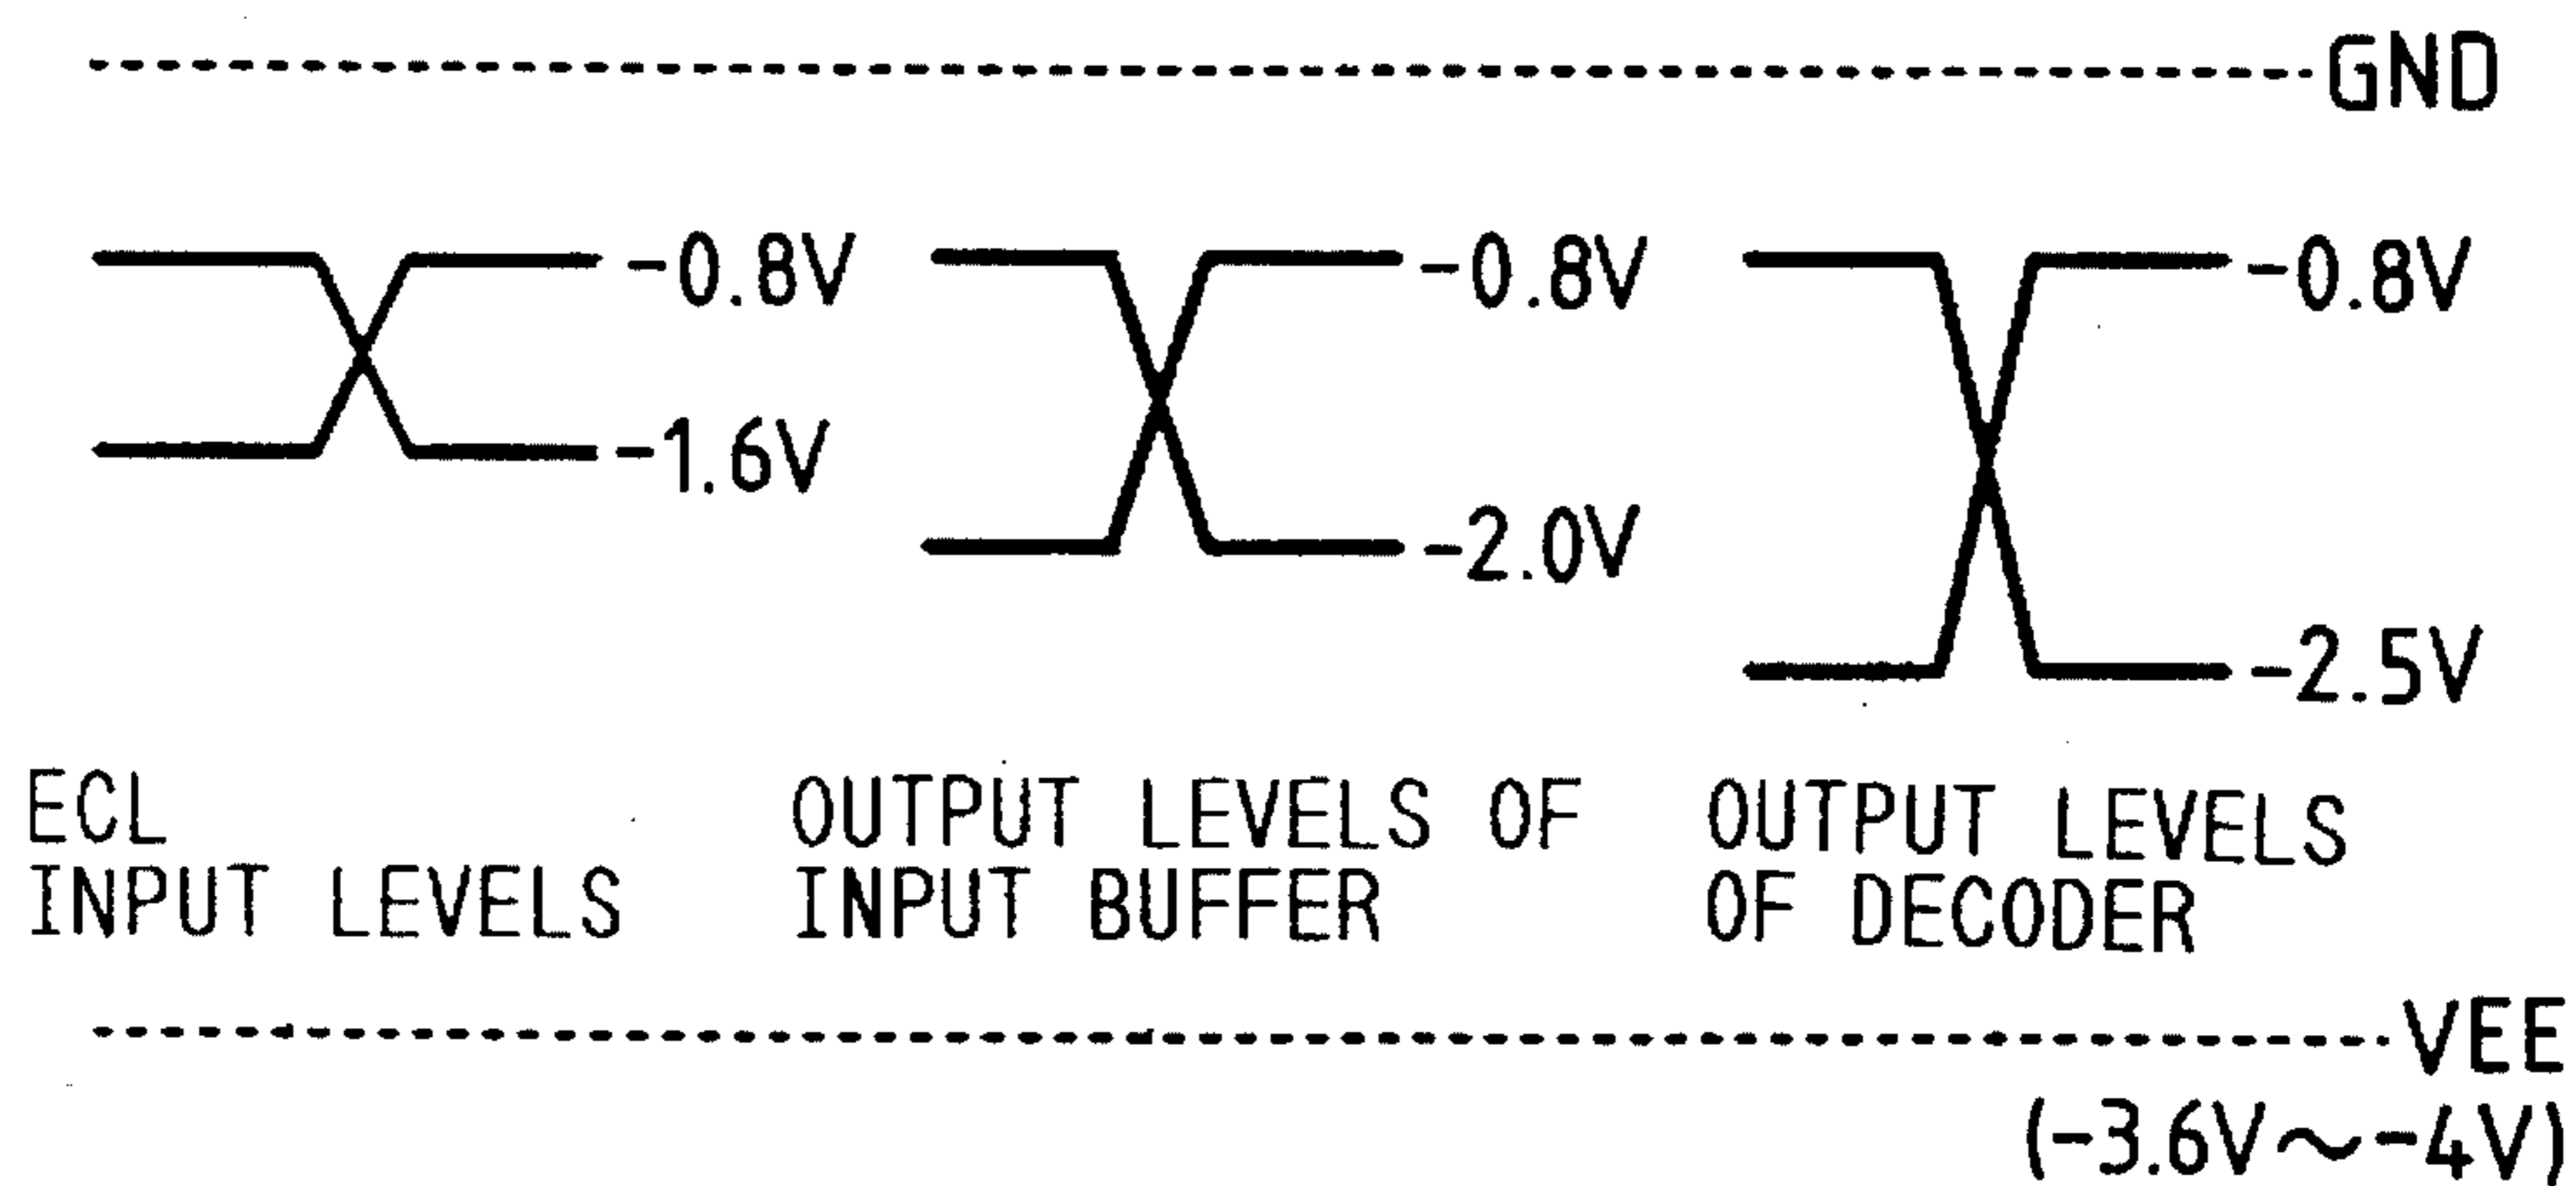 GND
-0.8V
-0.8V
-0.8V
-1.6V
-2.0V
-2.5V
ECL
INPUT LEVELS
OUTPUT LEVELS OF
INPUT BUFFER
OUTPUT LEVELS
OF DECODER
VEE
(-3.6V～-4V)